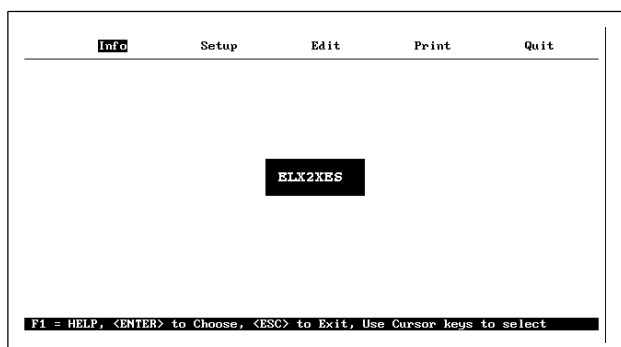 Info Setup Edit Print Quit
ELX2XES
F1 = HELP, <ENTER> to Choose, <ESC> to Exit, Use Cursor keys to select